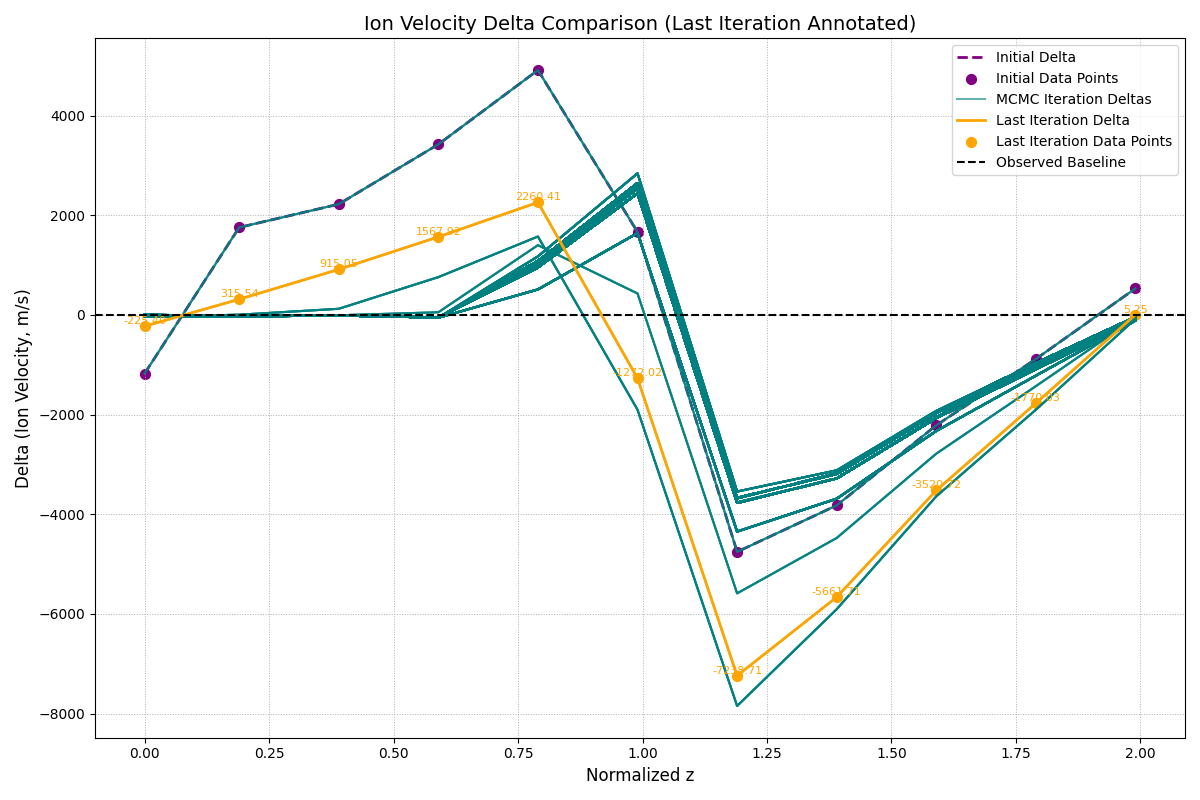 Ion Velocity Delta Comparison (Last Iteration Annotated)
Initial Delta
Initial Data Points
MCMC Iteration Deltas
Last Iteration Delta
Last Iteration Data Points
Observed Baseline
Delta (Ion Velocity, m/s)
4000
2000
0
−2000
−4000
−6000
−8000
2260.41
1567.92
915.05
315.54
5.25
-5661.71
0.00
0.25
0.50
0.75
1.00
1.25
1.50
1.75
2.00
Normalized z